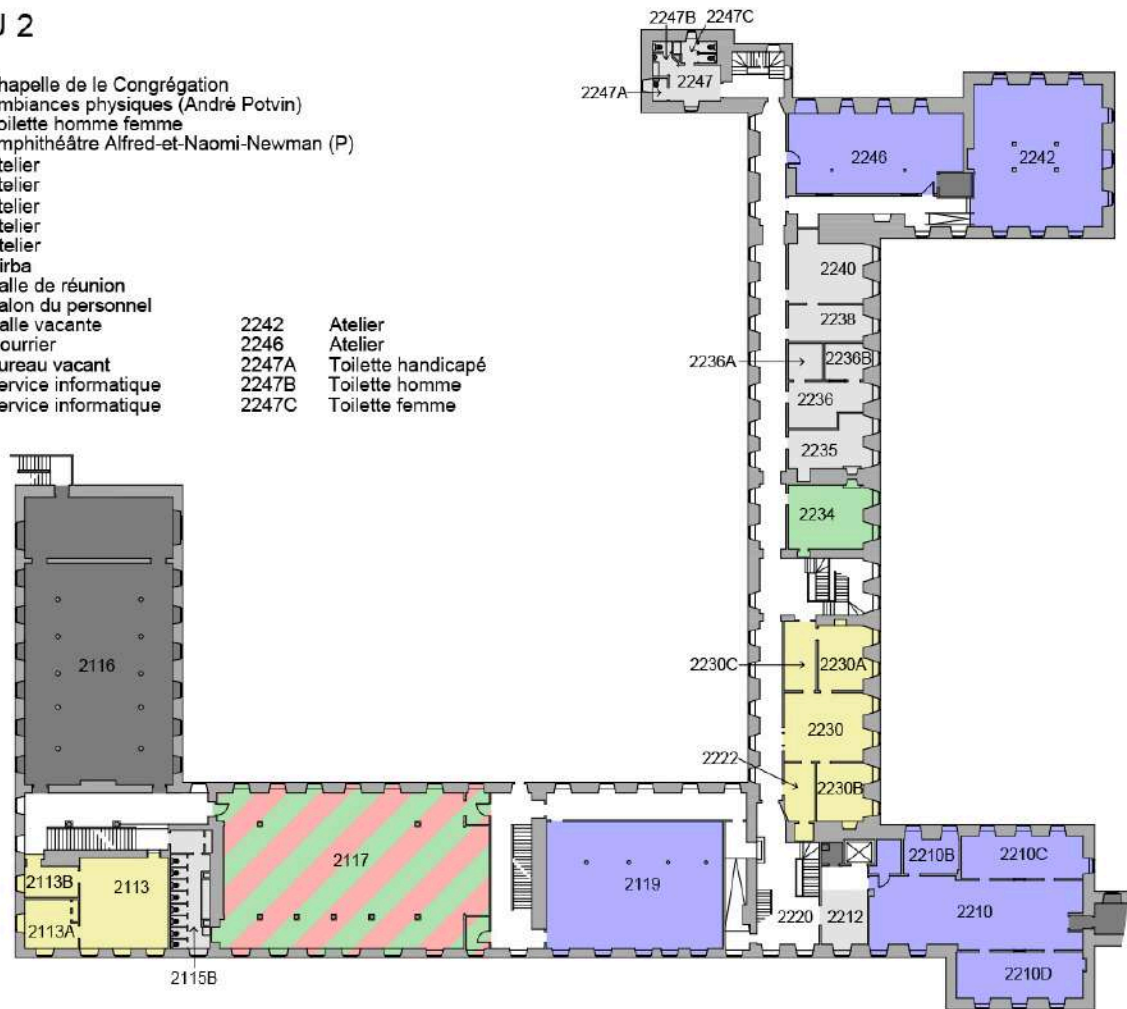 U 2
hapelle de le Congrégation
mbiances physiques (André Potvin)
oilette homme femme
mphithéâtre Alfred-et-Naomi-Newman (P)
telier
telier
telier
telier
telier
irba
alle de réunion
alon du personnel
alle vacante 2242 Atelier
ourrier 2246 Atelier
ureau vacant 2247A Toilette handicapé
ervice informatique 2247B Toilette homme
ervice informatique 2247C Toilette femme
2247B 2247C
2247
2247A
2246
2242
2240
2238
2236A
2236B
2236
2235
2234
2116
2230C
2230A
2230
2222
2230B
2113B
2113
2113A
2115B
2117
2119
2220
2212
2210B
2210C
2210
2210D